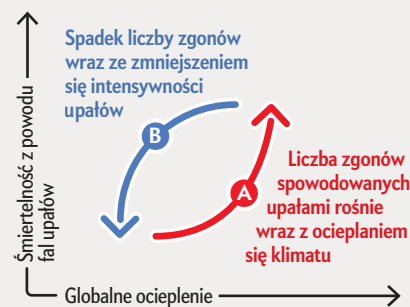 Spadek liczby zgonów
wraz ze zmniejszeniem
się intensywności
upałów
B
A
Liczba zgonów
spowodowanych
upałami rośnie
wraz z ocieplaniem
się klimatu
Śmiertelność z powodu
fal upałów
Globalne ocieplenie